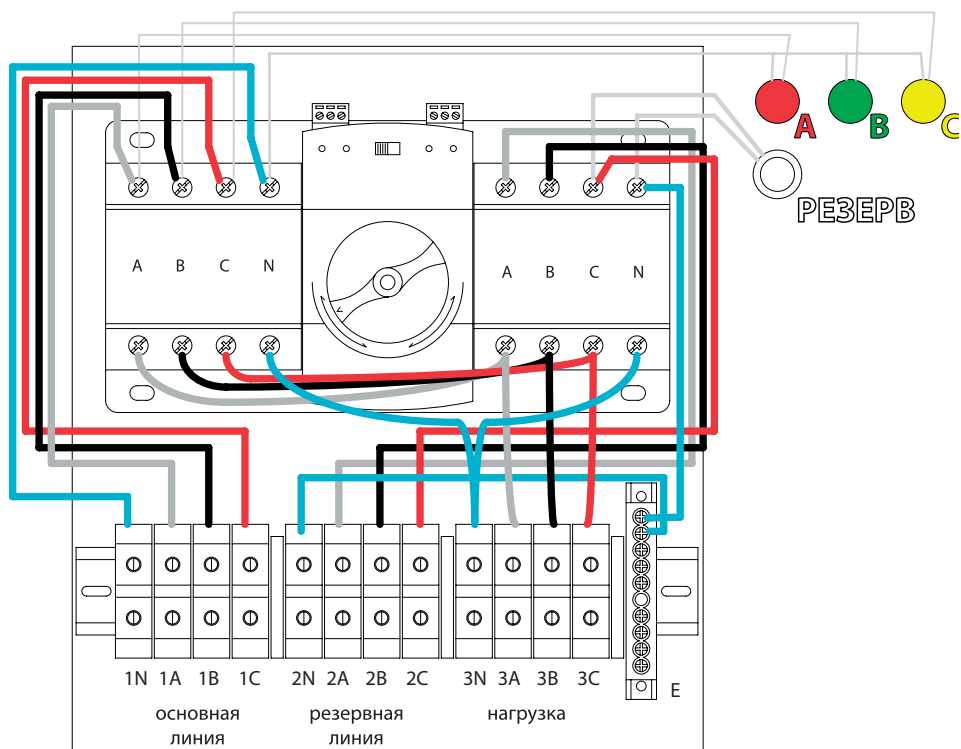 A
B
C
РЕЗЕРВ
A B C N
A B C N
1N 1A 1B 1C
2N 2A 2B 2C
3N 3A 3B 3C
E
основная
линия
резервная
линия
нагрузка